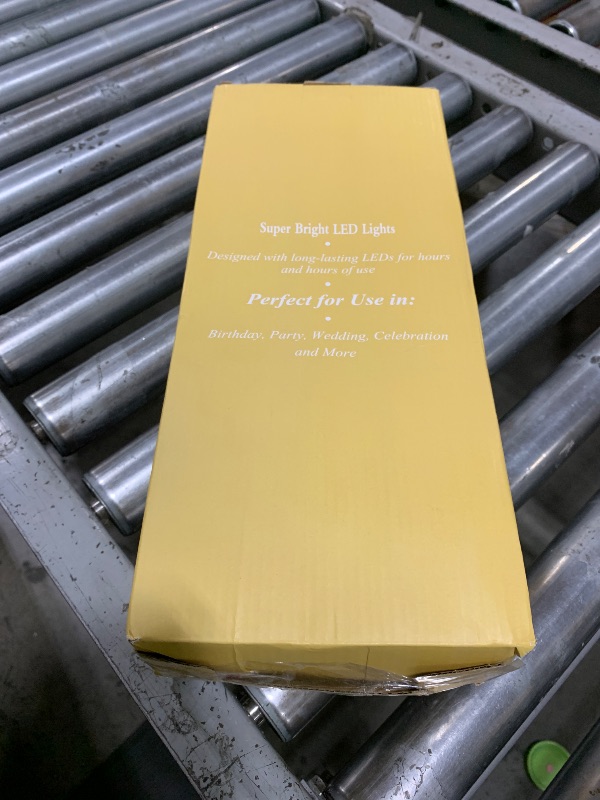 Super Bright LED Lights
•
Designed with long-lasting LEDs for hours
and hours of use
•
Perfect for Use in:
•
Birthday, Party, Wedding, Celebration
and More